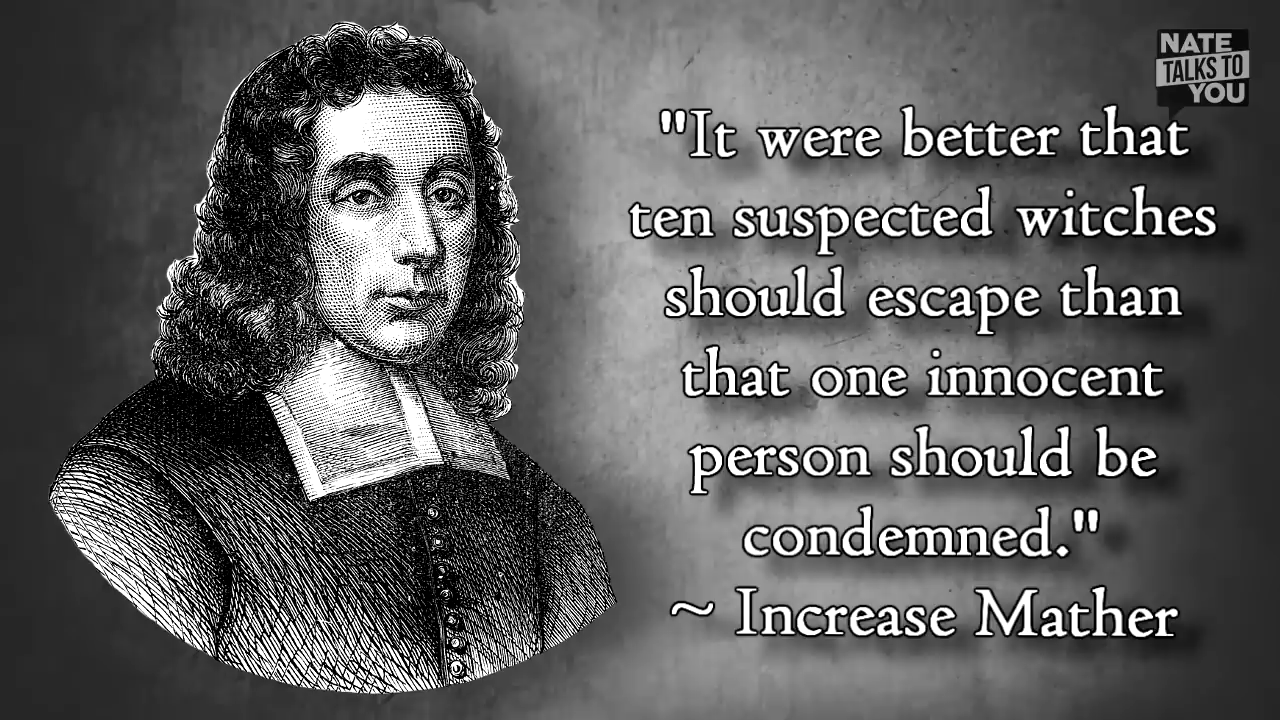 NATE
TALKS TO
YOU
"It were better that
ten suspected witches
should escape than
that one innocent
person should be
condemned."
~ Increase Mather